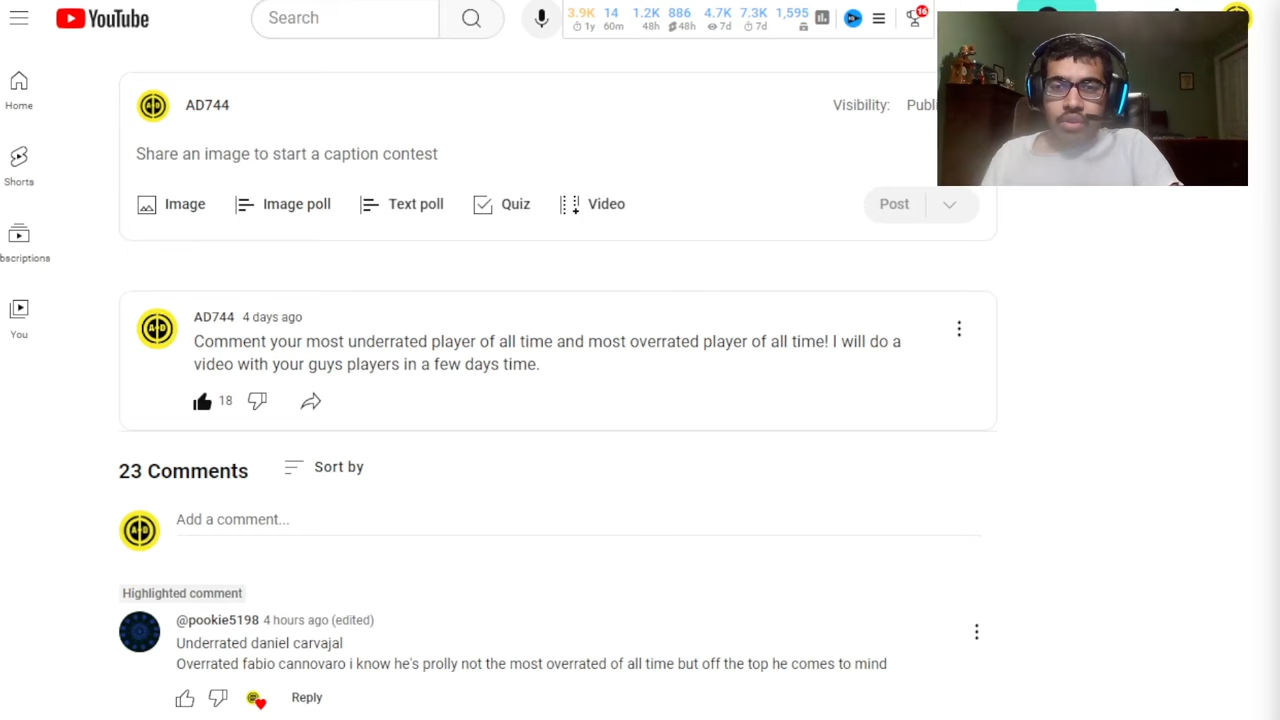 YouTube
Search
3.9K 14 1.2K 886 4.7K 7.3K 1,595
1y 60m 48h 48h 7d 7d
16
Home
Shorts
bscriptions
You
AD744
Visibility: Publi
Share an image to start a caption contest
Image Image poll Text poll Quiz Video
Post
AD744 4 days ago
Comment your most underrated player of all time and most overrated player of all time! I will do a
video with your guys players in a few days time.
18
23 Comments
Sort by
Add a comment...
Highlighted comment
@pookie5198 4 hours ago (edited)
Underrated daniel carvajal
Overrated fabio cannovaro i know he's prolly not the most overrated of all time but off the top he comes to mind
Reply